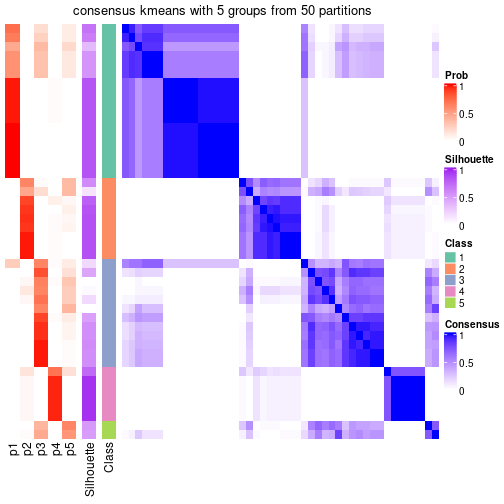 consensus kmeans with 5 groups from 50 partitions
Prob
1
0.5
0
Silhouette
1
0.5
0
Class
1
2
3
4
5
Consensus
1
0.5
0
p1
p2
p3
p4
p5
Silhouette
Class